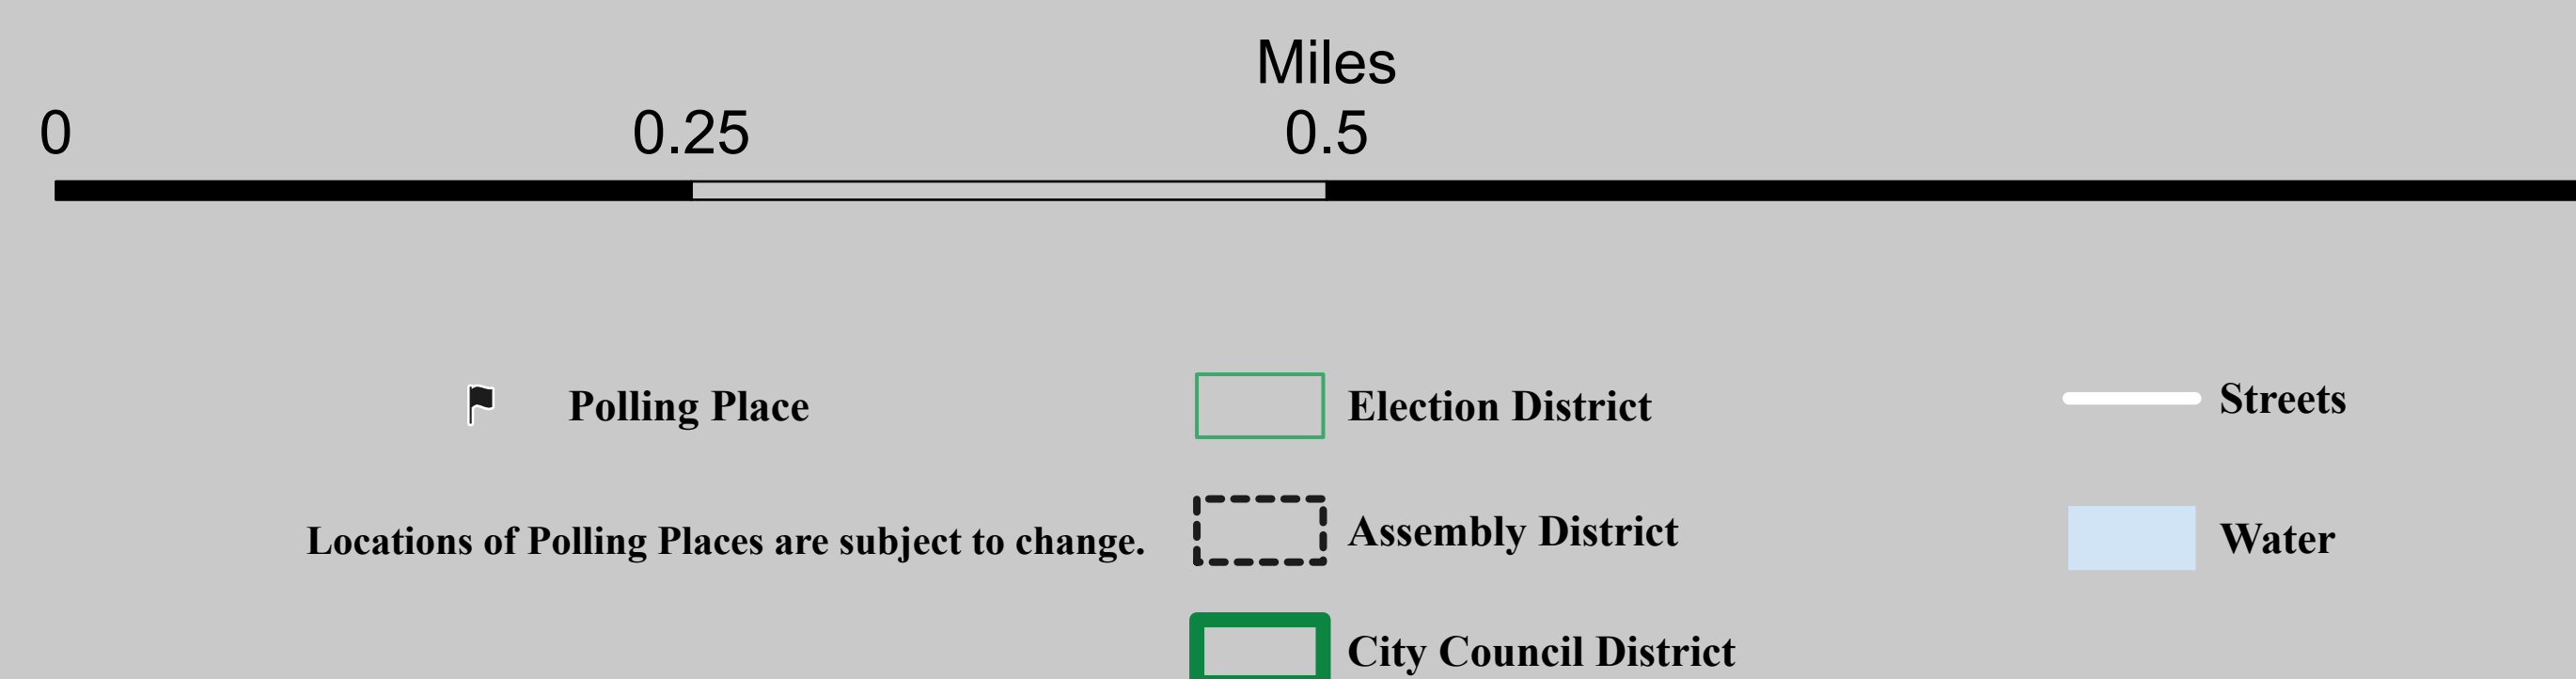 Miles
0 0.25 0.5
Polling Place
Election District
Streets
Locations of Polling Places are subject to change.
Assembly District
Water
City Council District